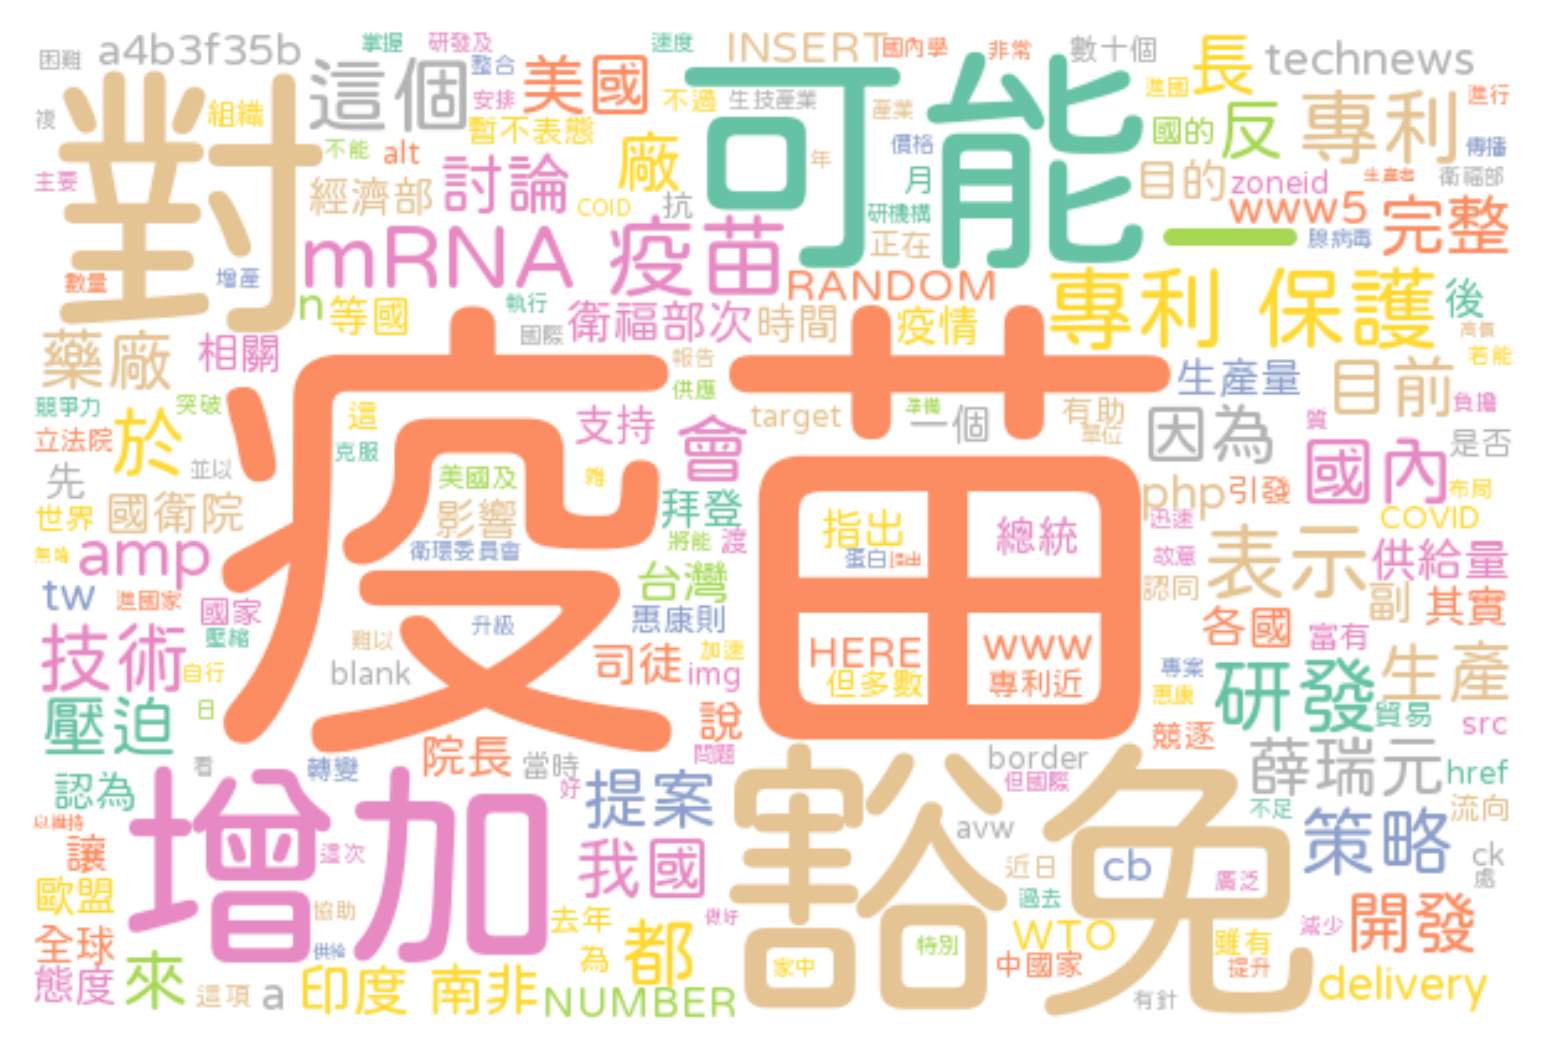 困難 a4b3f35b 掌握 研發及 速度 INSERT 國內學 非常 數十個 長 technews
整合 美國 可能 進國
複 組織 這個 安排 不過 生技產業 產業 國的 反 專利 進行
對 不能 alt 暫不表態 廠 年 價格 傳播
主要 經濟部 討論 COID 抗 月 目的 zoneid 生產者 衛福部
研機構 www5 完整
mRNA 疫苗 正在 一 腺病毒
數量 增產 RANDOM 專利 保護 後
n 等國 執行 衛福部次 時間 疫情
國際 高價
藥廠 相關 報告 生產量 目前 若能
疫苗
競爭力 突破 這 供應 target 準備 一個 有助 負擔
立法院 於 支持 會 單位 因為 質 國內 是否
克服
先 並以 美國及 雜 php 引發 布局
世界 國衛院 影響 拜登 指出 總統 迅速 COVID
無論 amp 衛環委員會 將能 渡 蛋白 故意 表示 供給量
tw 進國家 國家 台灣 認同 副 其實
壓縮 升級 惠康則 各國 富有
技術 難以 司徒 加速 HERE www
自行 blank img 但多數 專利近 專案 研發 生產
壓迫 日 說 惠康 貿易 src
院長 問題 競逐
看 轉變 當時 border 薛瑞元 href
認為 增加 好 提案 豁免 但國際 不足 流向
以維持 avw 策略
讓 這次 我國 近日 cb 廣泛 ck
歐盟 處
協助 去年 過去 減少 開發
全球 供給 做好 特別 WTO 雖有
態度 來 為 都 家中 中國家 提升
這項 a 印度 南非 NUMBER 有針 delivery